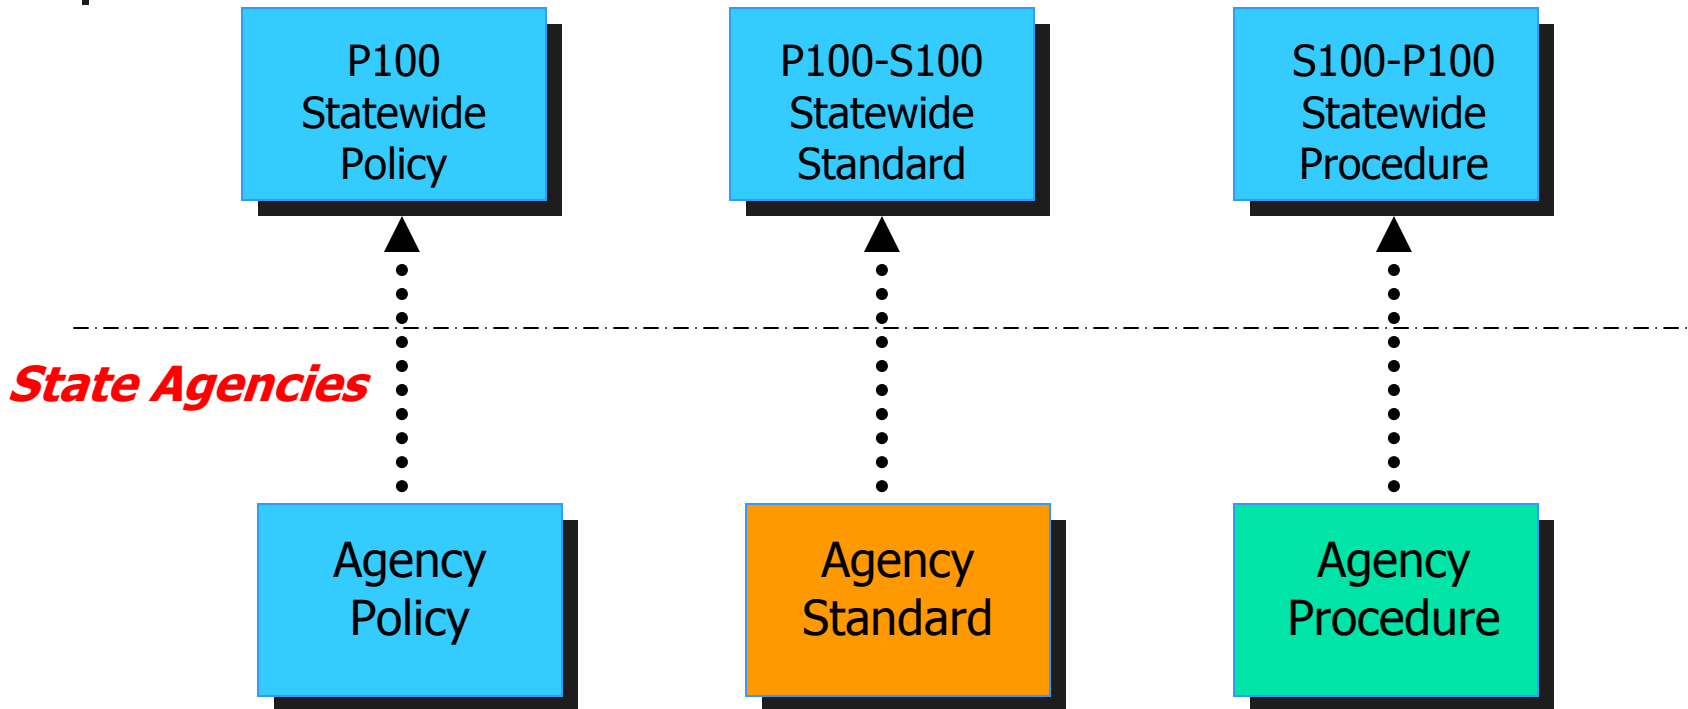 P100
Statewide
Policy
P100-S100
Statewide
Standard
S100-P100
Statewide
Procedure
State Agencies
Agency
Policy
Agency
Standard
Agency
Procedure